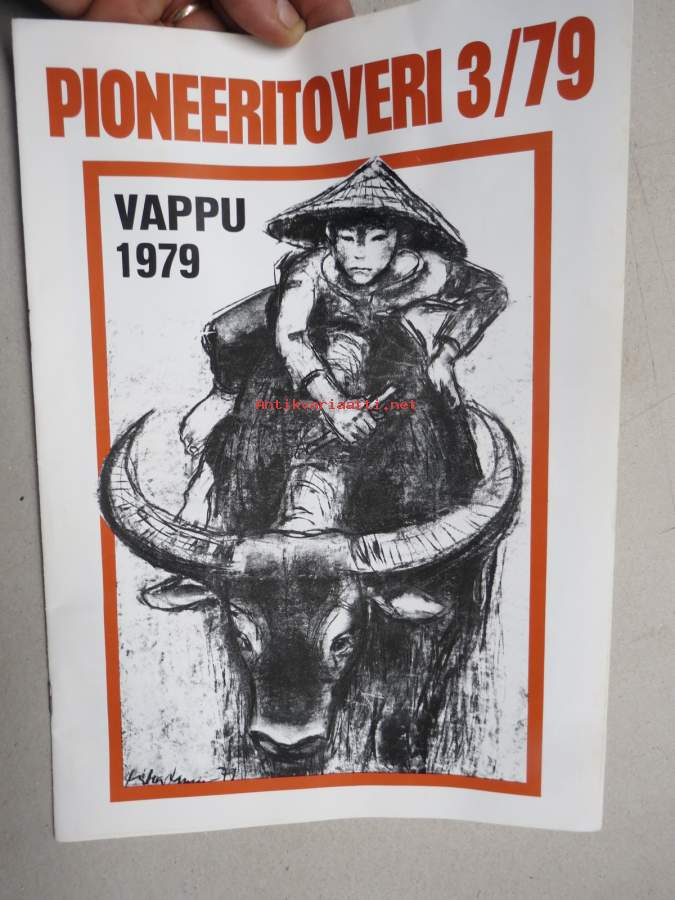 PIONEERITOVERI 3/79
VAPPU
1979
Antikvariaatti.net